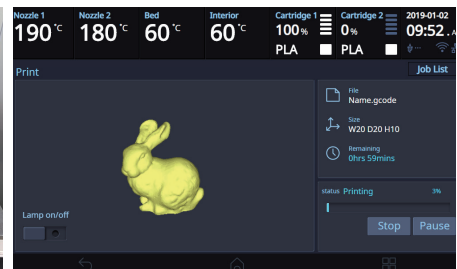 Nozzle 1 Nozzle 2 Bed Interior Cartridge 1 Cartridge 2 2019-01-02
190 °C 180 °C 60 °C 60 °C 100 % 0 % 09:52
PLA PLA
Print Job List
File
Name.gcode
Size
W20 D20 H10
Remaining
0hrs 59mins
status Printing 3%
Lamp on/off
Stop Pause